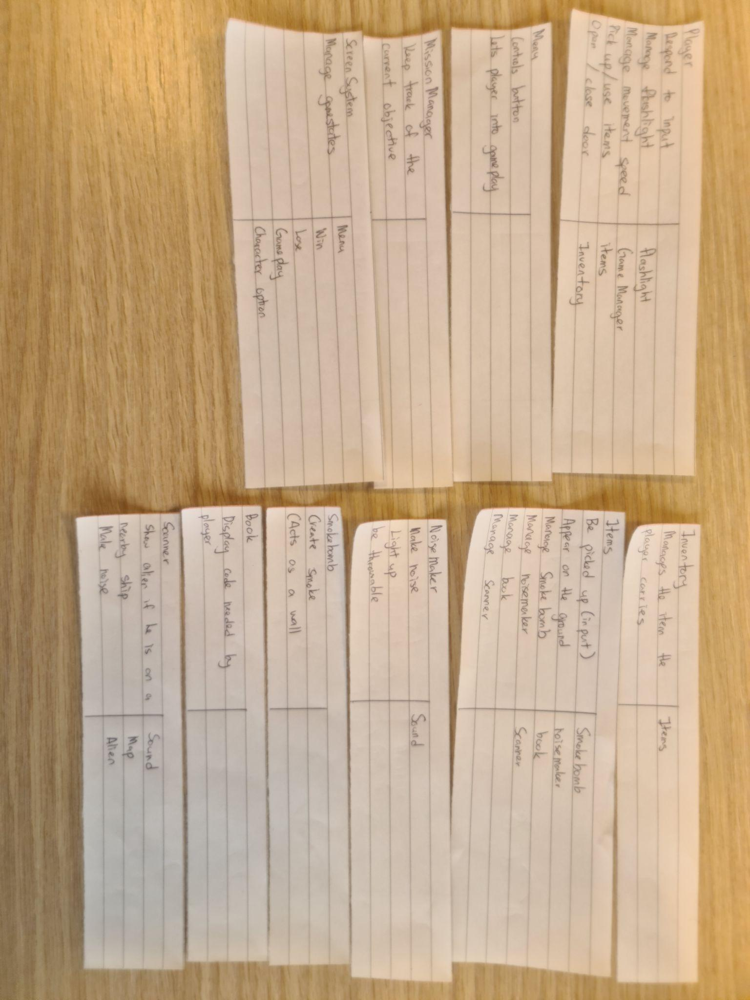 Player
Respond to input
Manage flashlight
Manage movement speed
Pick up/use items
Open / close door
flashlight
Game Manager
items
Inventory
Menu
Controls button
Lets player into gameplay
Mission Manager
Keep track of the
current objective
Screen System
Manage gamestates
Menu
Win
Lose
Gameplay
Character option
Inventory
Manages the item the
player carries
Items
Items
Be picked up (input)
Appear on the ground
Manage Smokebomb
Manage noisemaker
Manage book
Manage scanner
Smokebomb
noisemaker
book
Scanner
Noise Maker
Make noise
Light up
be throwable
Sound
Smokebomb
Create smoke
(Acts as a wall
Book
Display code needed by
player
Scanner
show alien if he is on a
nearby ship
Make noise
Sound
Map
Alien